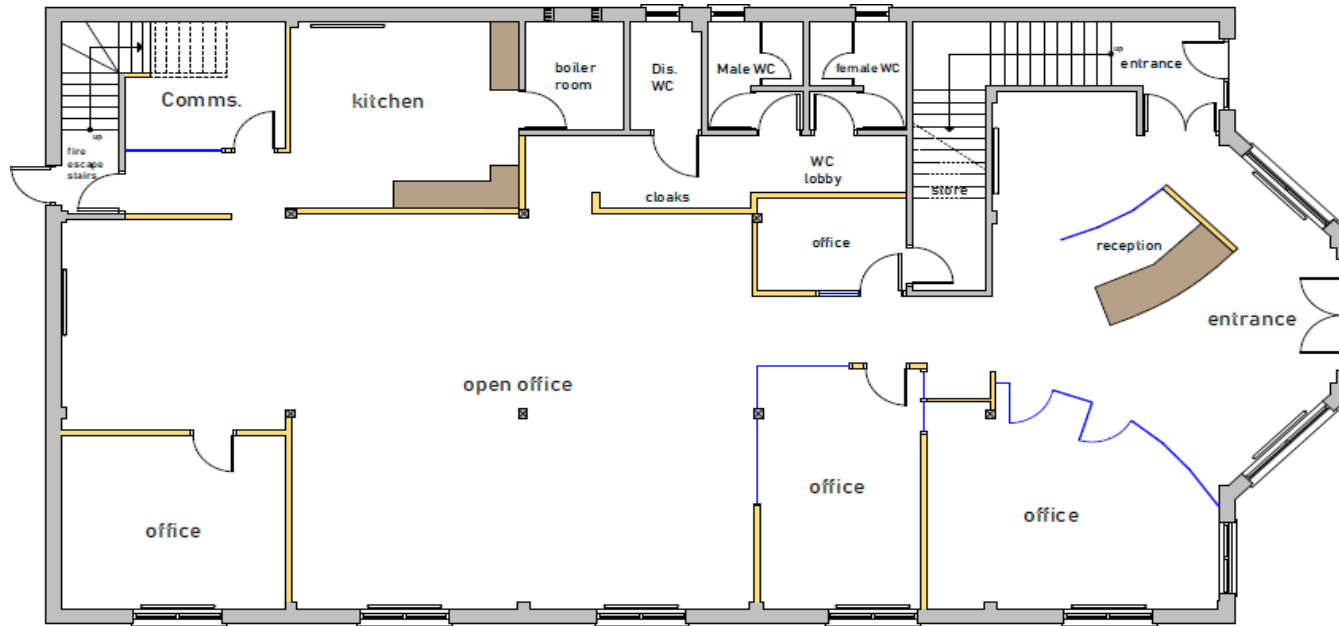 up
entrance
boiler
room
Dis.
WC
Male WC
female WC
Comms.
kitchen
up
fire
escape
stairs
WC
lobby
store
cloaks
office
reception
entrance
open office
office
office
office